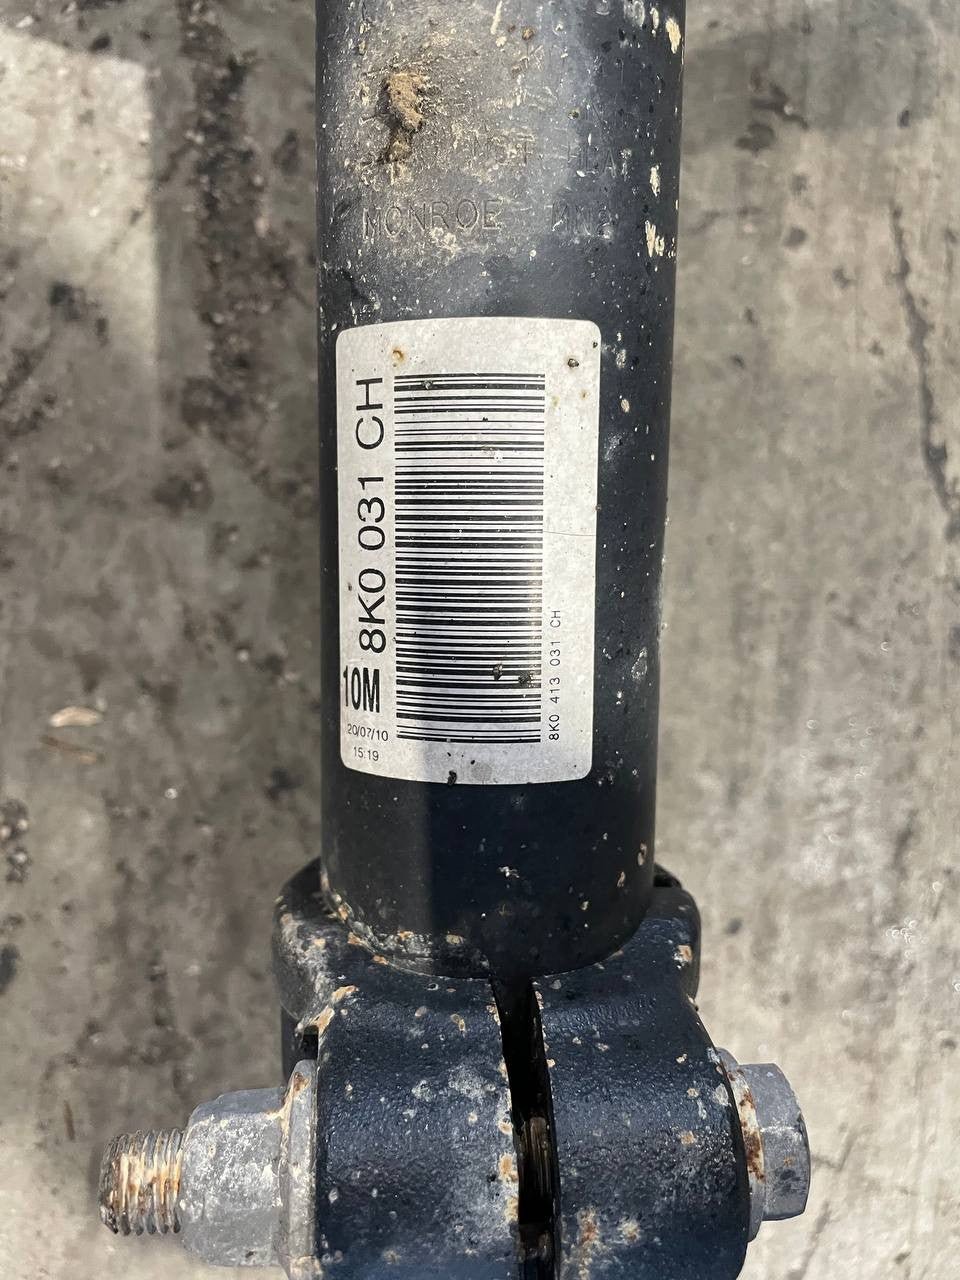 MONROE
8K0 031 CH
10M
20/07/10
15:19
8K0 413 031 CH